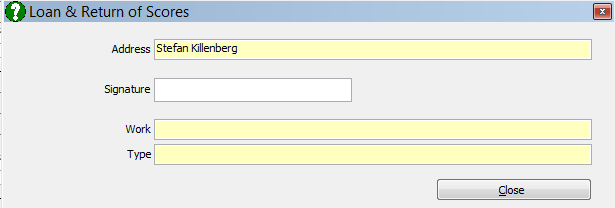 Loan & Return of Scores
Address Stefan Killenberg
Signature
Work
Type
Close